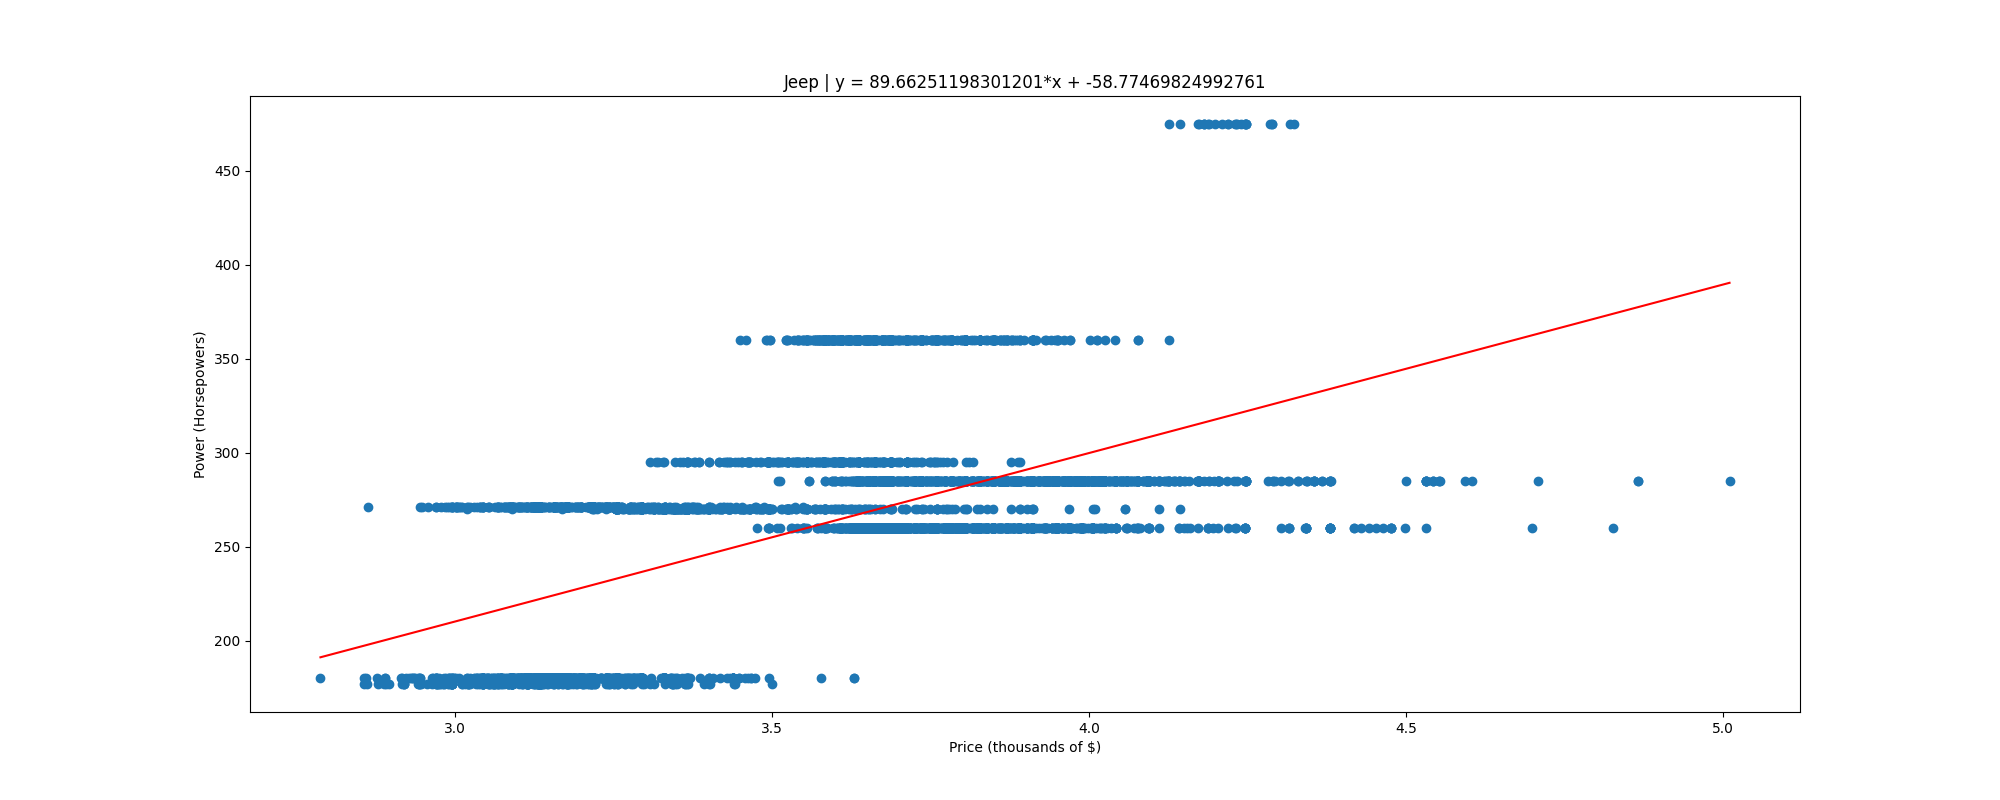 Jeep | y = 89.66251198301201*x + -58.77469824992761
450
400
350
300
250
200
Power (Horsepowers)
3.0 3.5 4.0 4.5 5.0
Price (thousands of $)